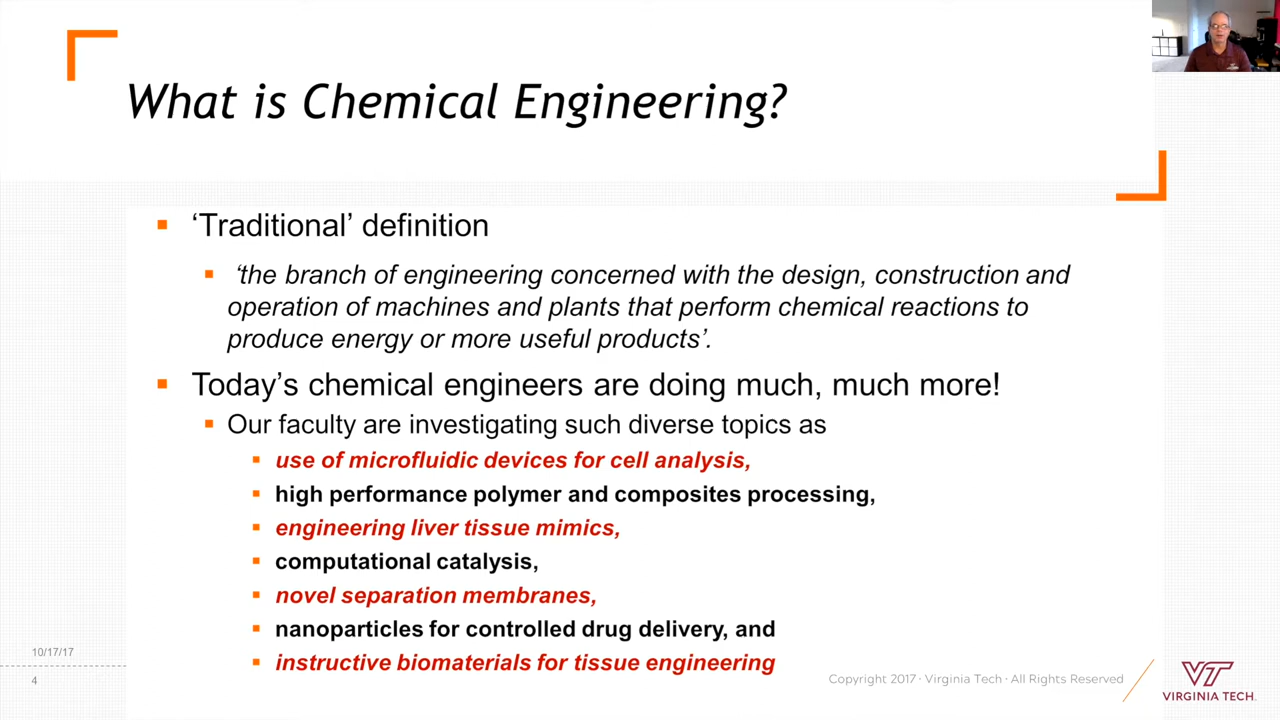 What is Chemical Engineering?
‘Traditional’ definition
‘the branch of engineering concerned with the design, construction and
operation of machines and plants that perform chemical reactions to
produce energy or more useful products’.
Today’s chemical engineers are doing much, much more!
Our faculty are investigating such diverse topics as
use of microfluidic devices for cell analysis,
high performance polymer and composites processing,
engineering liver tissue mimics,
computational catalysis,
novel separation membranes,
nanoparticles for controlled drug delivery, and
instructive biomaterials for tissue engineering
10/17/17
4
Copyright 2017 · Virginia Tech · All Rights Reserved
VT
VIRGINIA TECH.